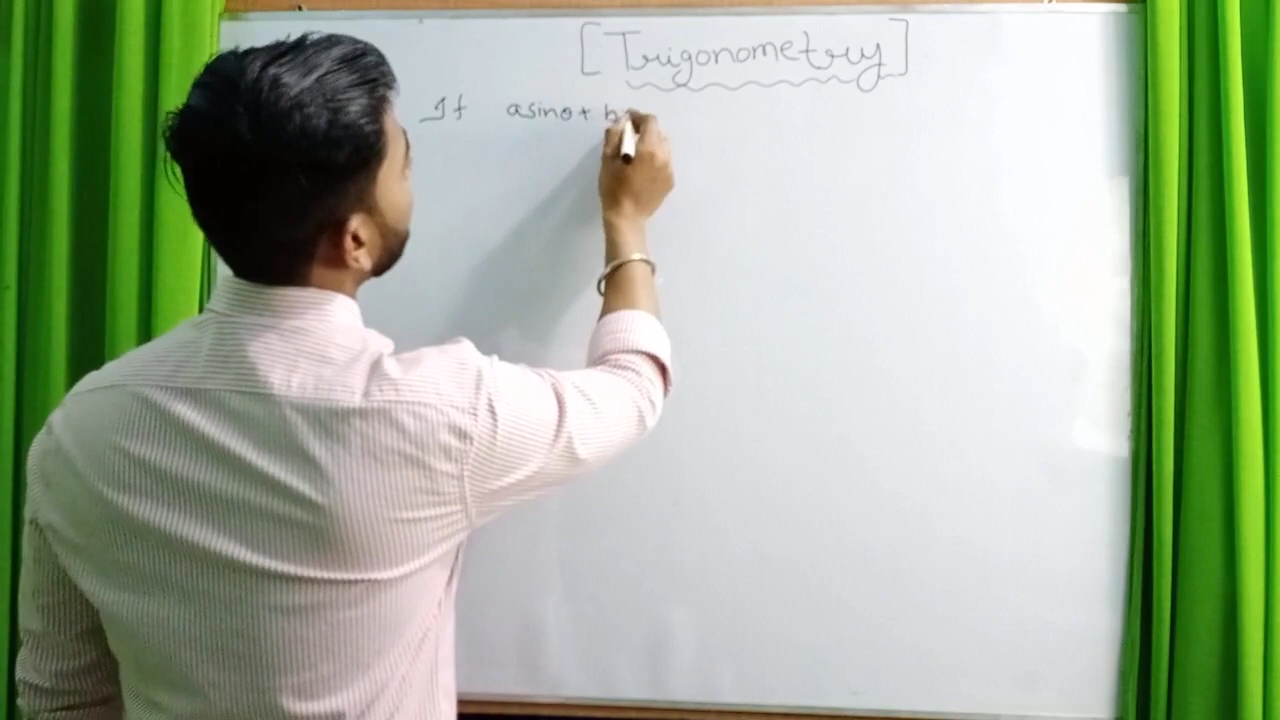 [Trigonometry]
If asinθ + b